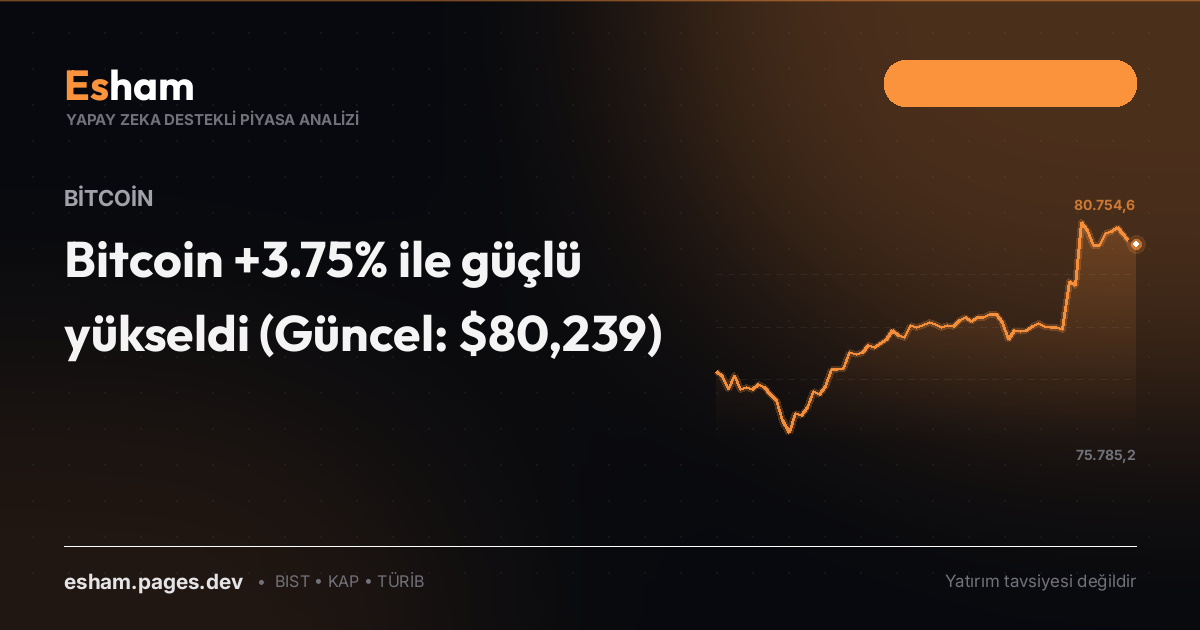 Esham
YAPAY ZEKA DESTEKLİ PİYASA ANALİZİ
BİTCOİN
Bitcoin +3.75% ile güçlü
yükseldi (Güncel: $80,239)
80.754,6
75.785,2
esham.pages.dev • BIST • KAP • TÜRİB
Yatırım tavsiyesi değildir